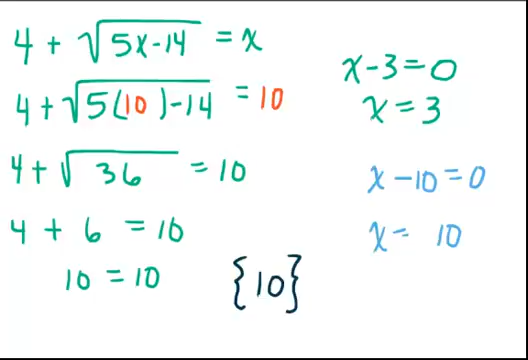 4 + √5x-14 = x
4 + √5(10)-14 = 10
4 + √36 = 10
4 + 6 = 10
10 = 10
x-3=0
x=3
x-10=0
x= 10
{10}